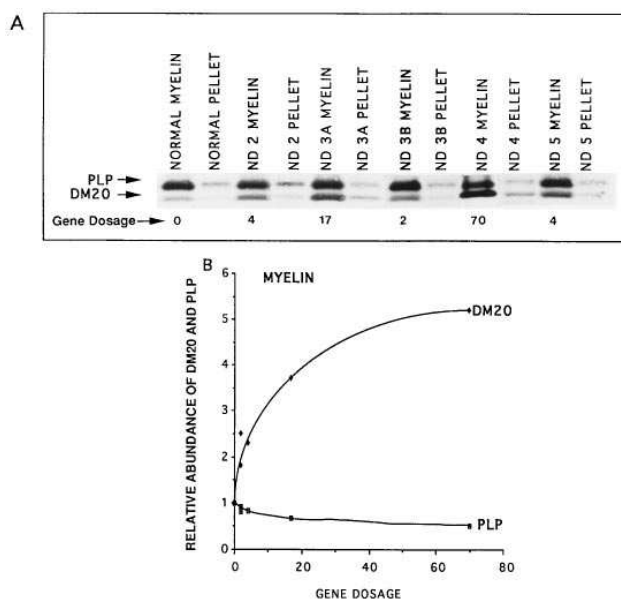 A
NORMAL MYELIN
NORMAL PELLET
ND 2 MYELIN
ND 2 PELLET
ND 3A MYELIN
ND 3A PELLET
ND 3B MYELIN
ND 3B PELLET
ND 4 MYELIN
ND 4 PELLET
ND 5 MYELIN
ND 5 PELLET
PLP
DM20
Gene Dosage 0 4 17 2 70 4
B
MYELIN
RELATIVE ABUNDANCE OF DM20 AND PLP
6
5
4
3
2
1
0
DM20
PLP
0 20 40 60 80
GENE DOSAGE